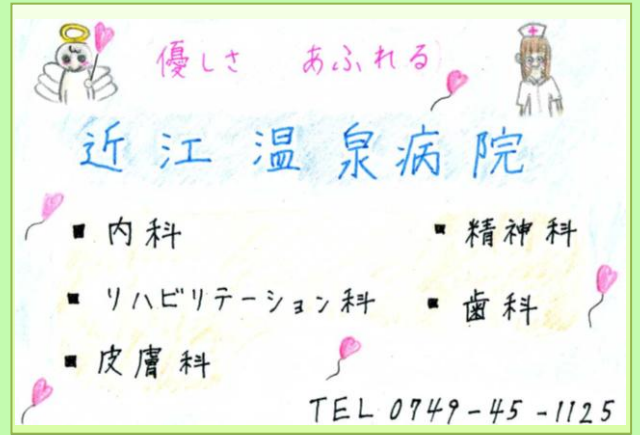 優しさ あふれる
近江温泉病院
■ 内科 ■ 精神科
■ リハビリテーション科 ■ 歯科
■ 皮膚科
TEL 0749-45-1125